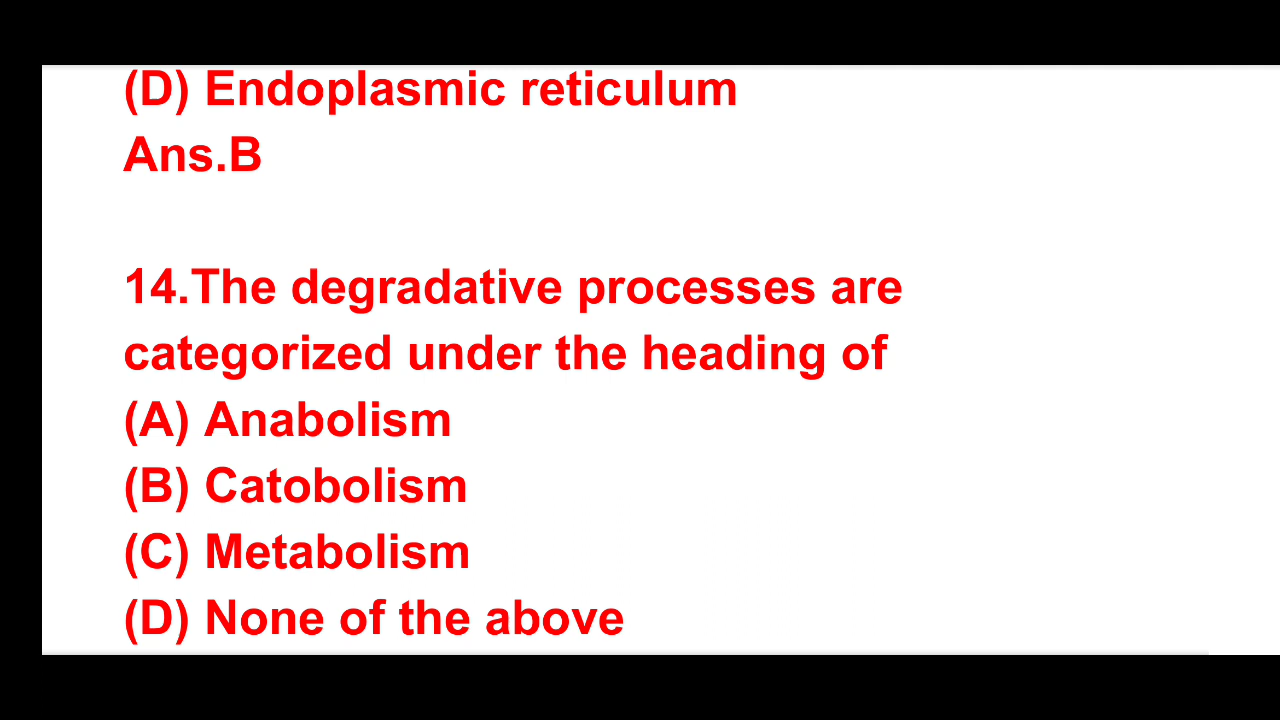 (D) Endoplasmic reticulum
Ans.B
14.The degradative processes are
categorized under the heading of
(A) Anabolism
(B) Catobolism
(C) Metabolism
(D) None of the above